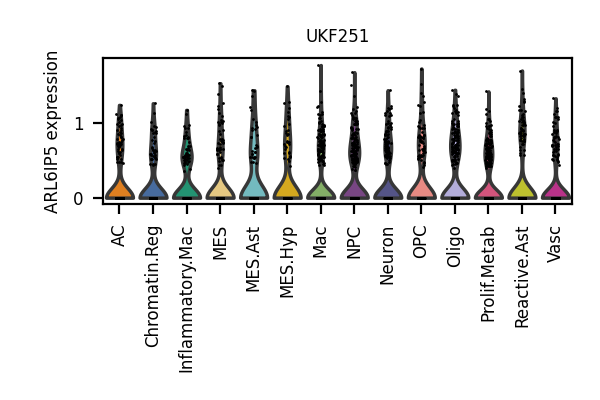 UKF251
ARL6IP5 expression
1
0
AC
Chromatin.Reg
Inflammatory.Mac
MES
MES.Ast
MES.Hyp
Mac
NPC
Neuron
OPC
Oligo
Prolif.Metab
Reactive.Ast
Vasc